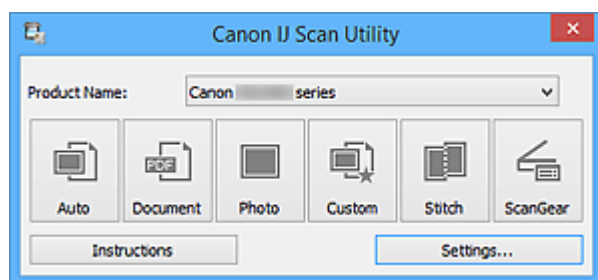 Canon IJ Scan Utility
Product Name: Canon series
PDF
Auto Document Photo Custom Stitch ScanGear
Instructions Settings...